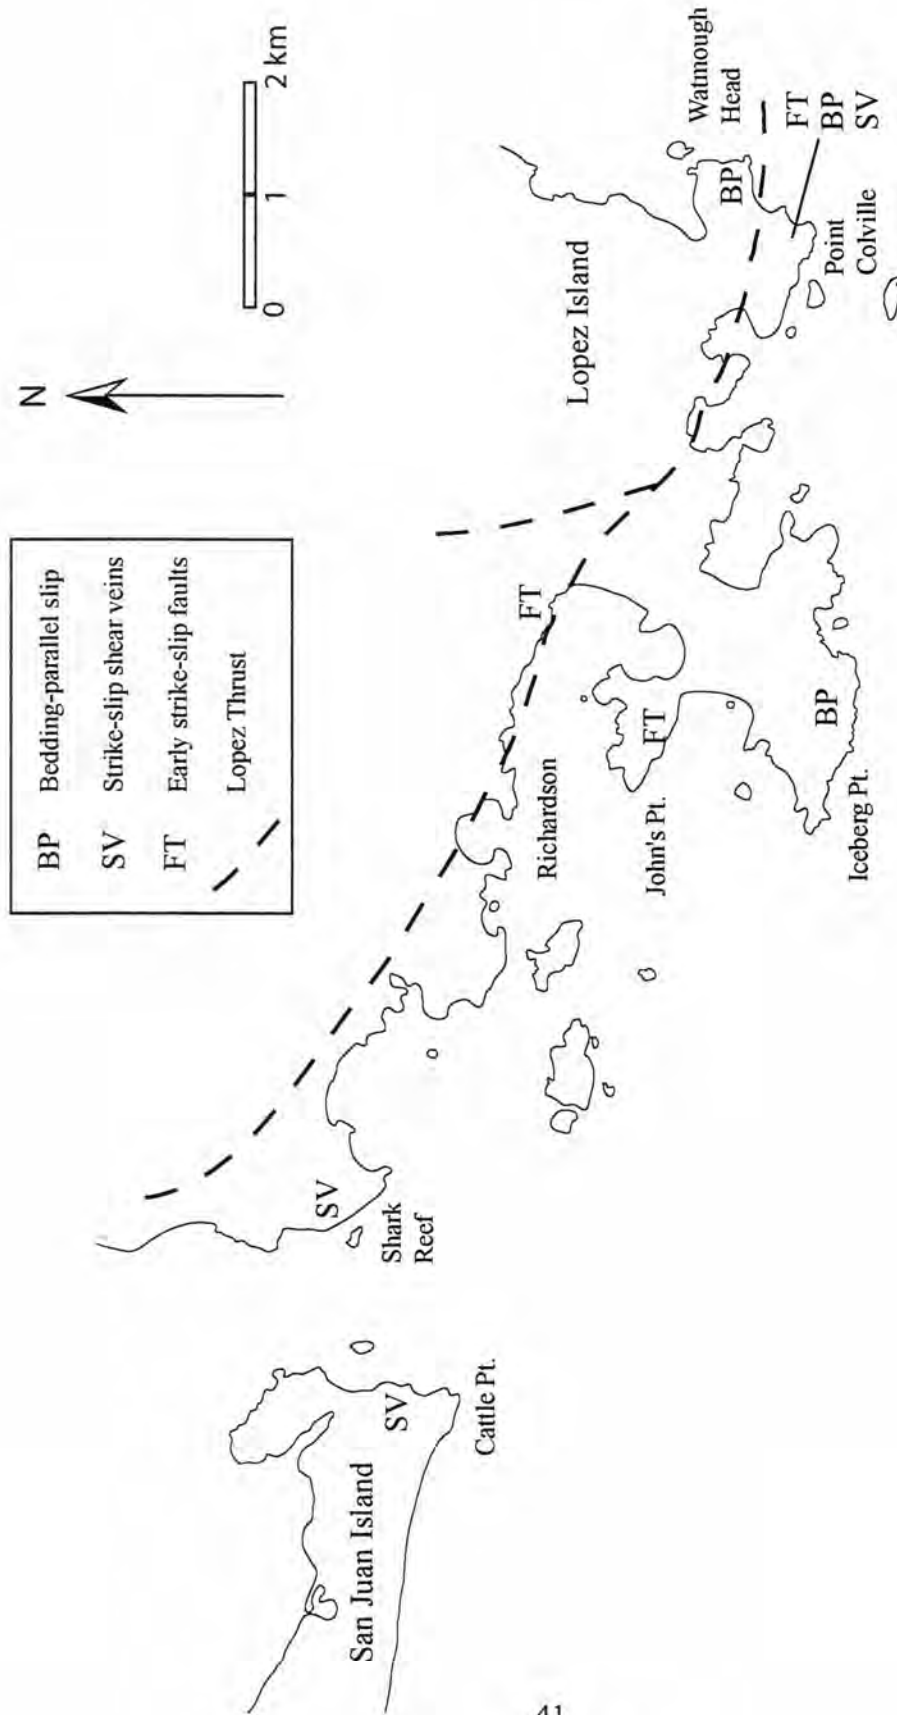 BP Bedding-parallel slip
SV Strike-slip shear veins
FT Early strike-slip faults
Lopez Thrust
N
0 1 2 km
San Juan Island
SV
Cattle Pt.
SV
Shark
Reef
Lopez Island
Richardson
FT
John's Pt.
FT
BP
Iceberg Pt.
Watmough
Head
BP
FT
BP
SV
Point
Colville
41